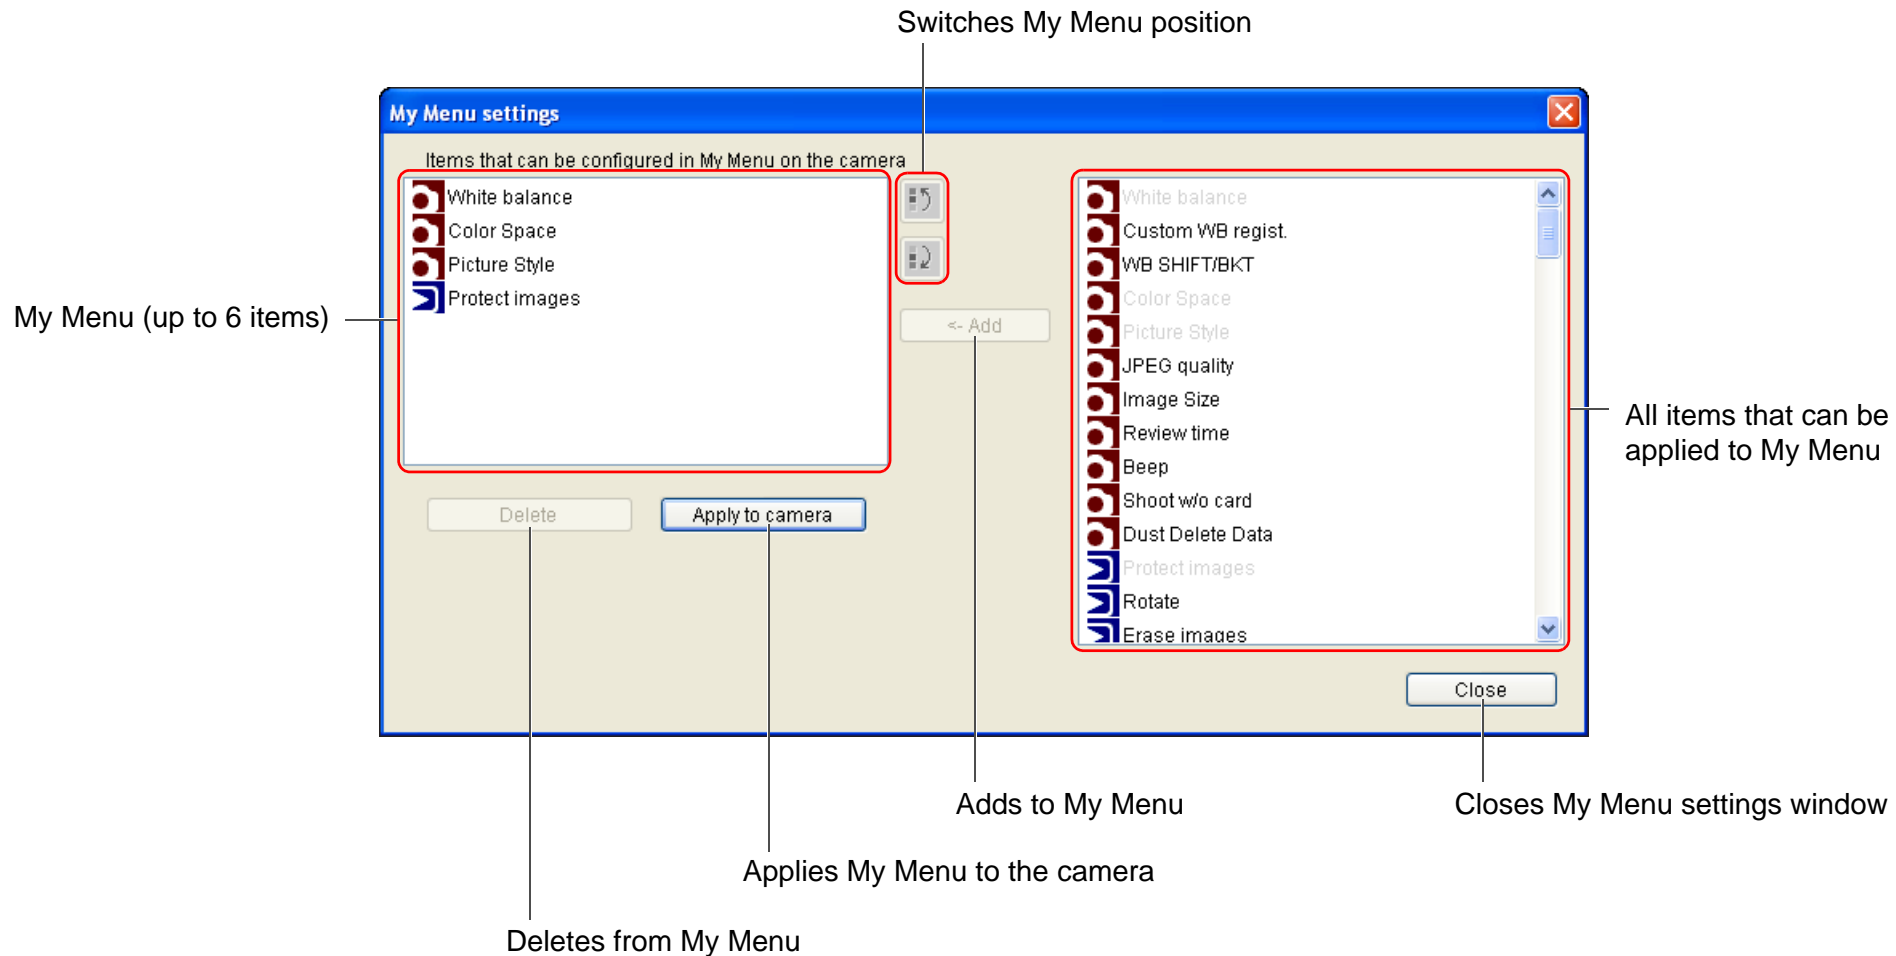 Switches My Menu position
My Menu settings
Items that can be configured in My Menu on the camera
White balance
Color Space
Picture Style
Protect images
My Menu (up to 6 items)
<- Add
White balance
Custom WB regist.
WB SHIFT/BKT
Color Space
Picture Style
JPEG quality
Image Size
Review time
Beep
Shoot w/o card
Dust Delete Data
Protect images
Rotate
Erase images
All items that can be
applied to My Menu
Delete
Apply to camera
Close
Adds to My Menu
Closes My Menu settings window
Applies My Menu to the camera
Deletes from My Menu